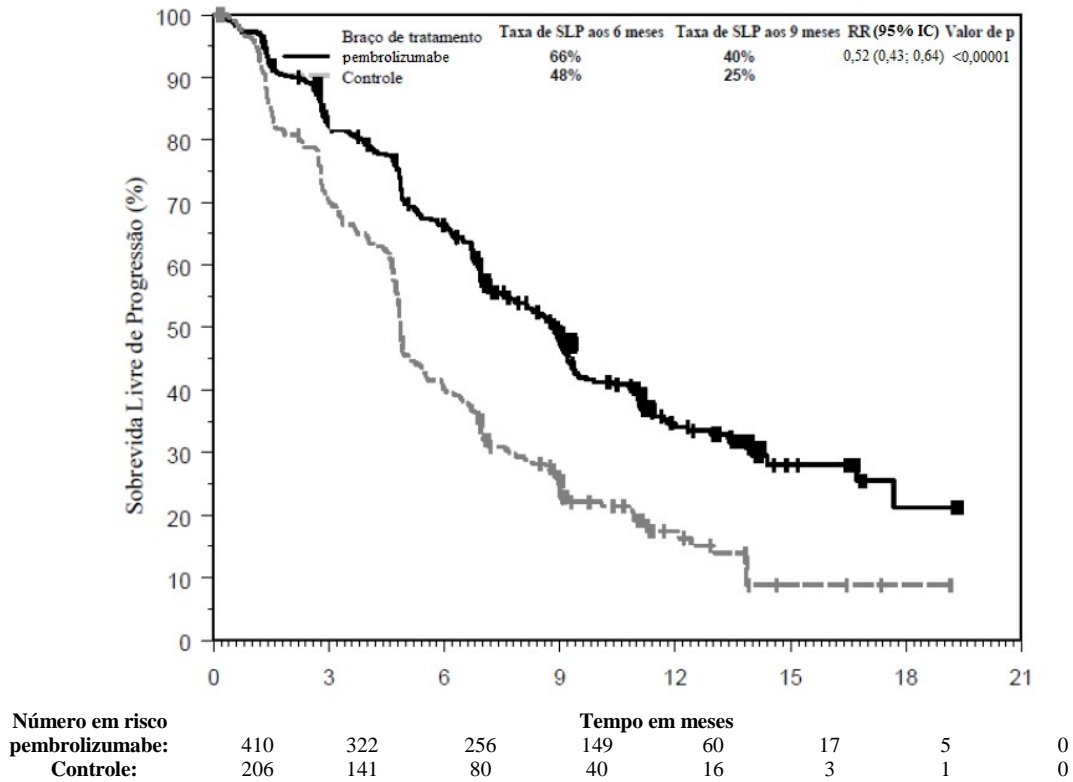 Braço de tratamento Taxa de SLP aos 6 meses Taxa de SLP aos 9 meses RR (95% IC) Valor de p
pembrolizumabe 66% 40% 0,52 (0,43; 0,64) <0,00001
Controle 48% 25%
Sobrevida Livre de Progressão (%)
100
90
80
70
60
50
40
30
20
10
0
0 3 6 9 12 15 18 21
Número em risco Tempo em meses
pembrolizumabe: 410 322 256 149 60 17 5 0
Controle: 206 141 80 40 16 3 1 0